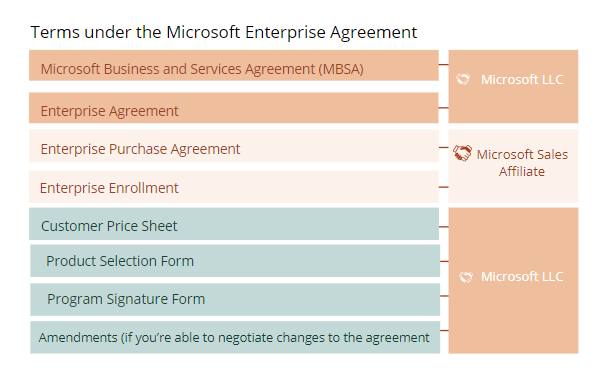 Terms under the Microsoft Enterprise Agreement
Microsoft Business and Services Agreement (MBSA)
Microsoft LLC
Enterprise Agreement
Enterprise Purchase Agreement
Microsoft Sales
Affiliate
Enterprise Enrollment
Customer Price Sheet
Product Selection Form
Microsoft LLC
Program Signature Form
Amendments (if you’re able to negotiate changes to the agreement